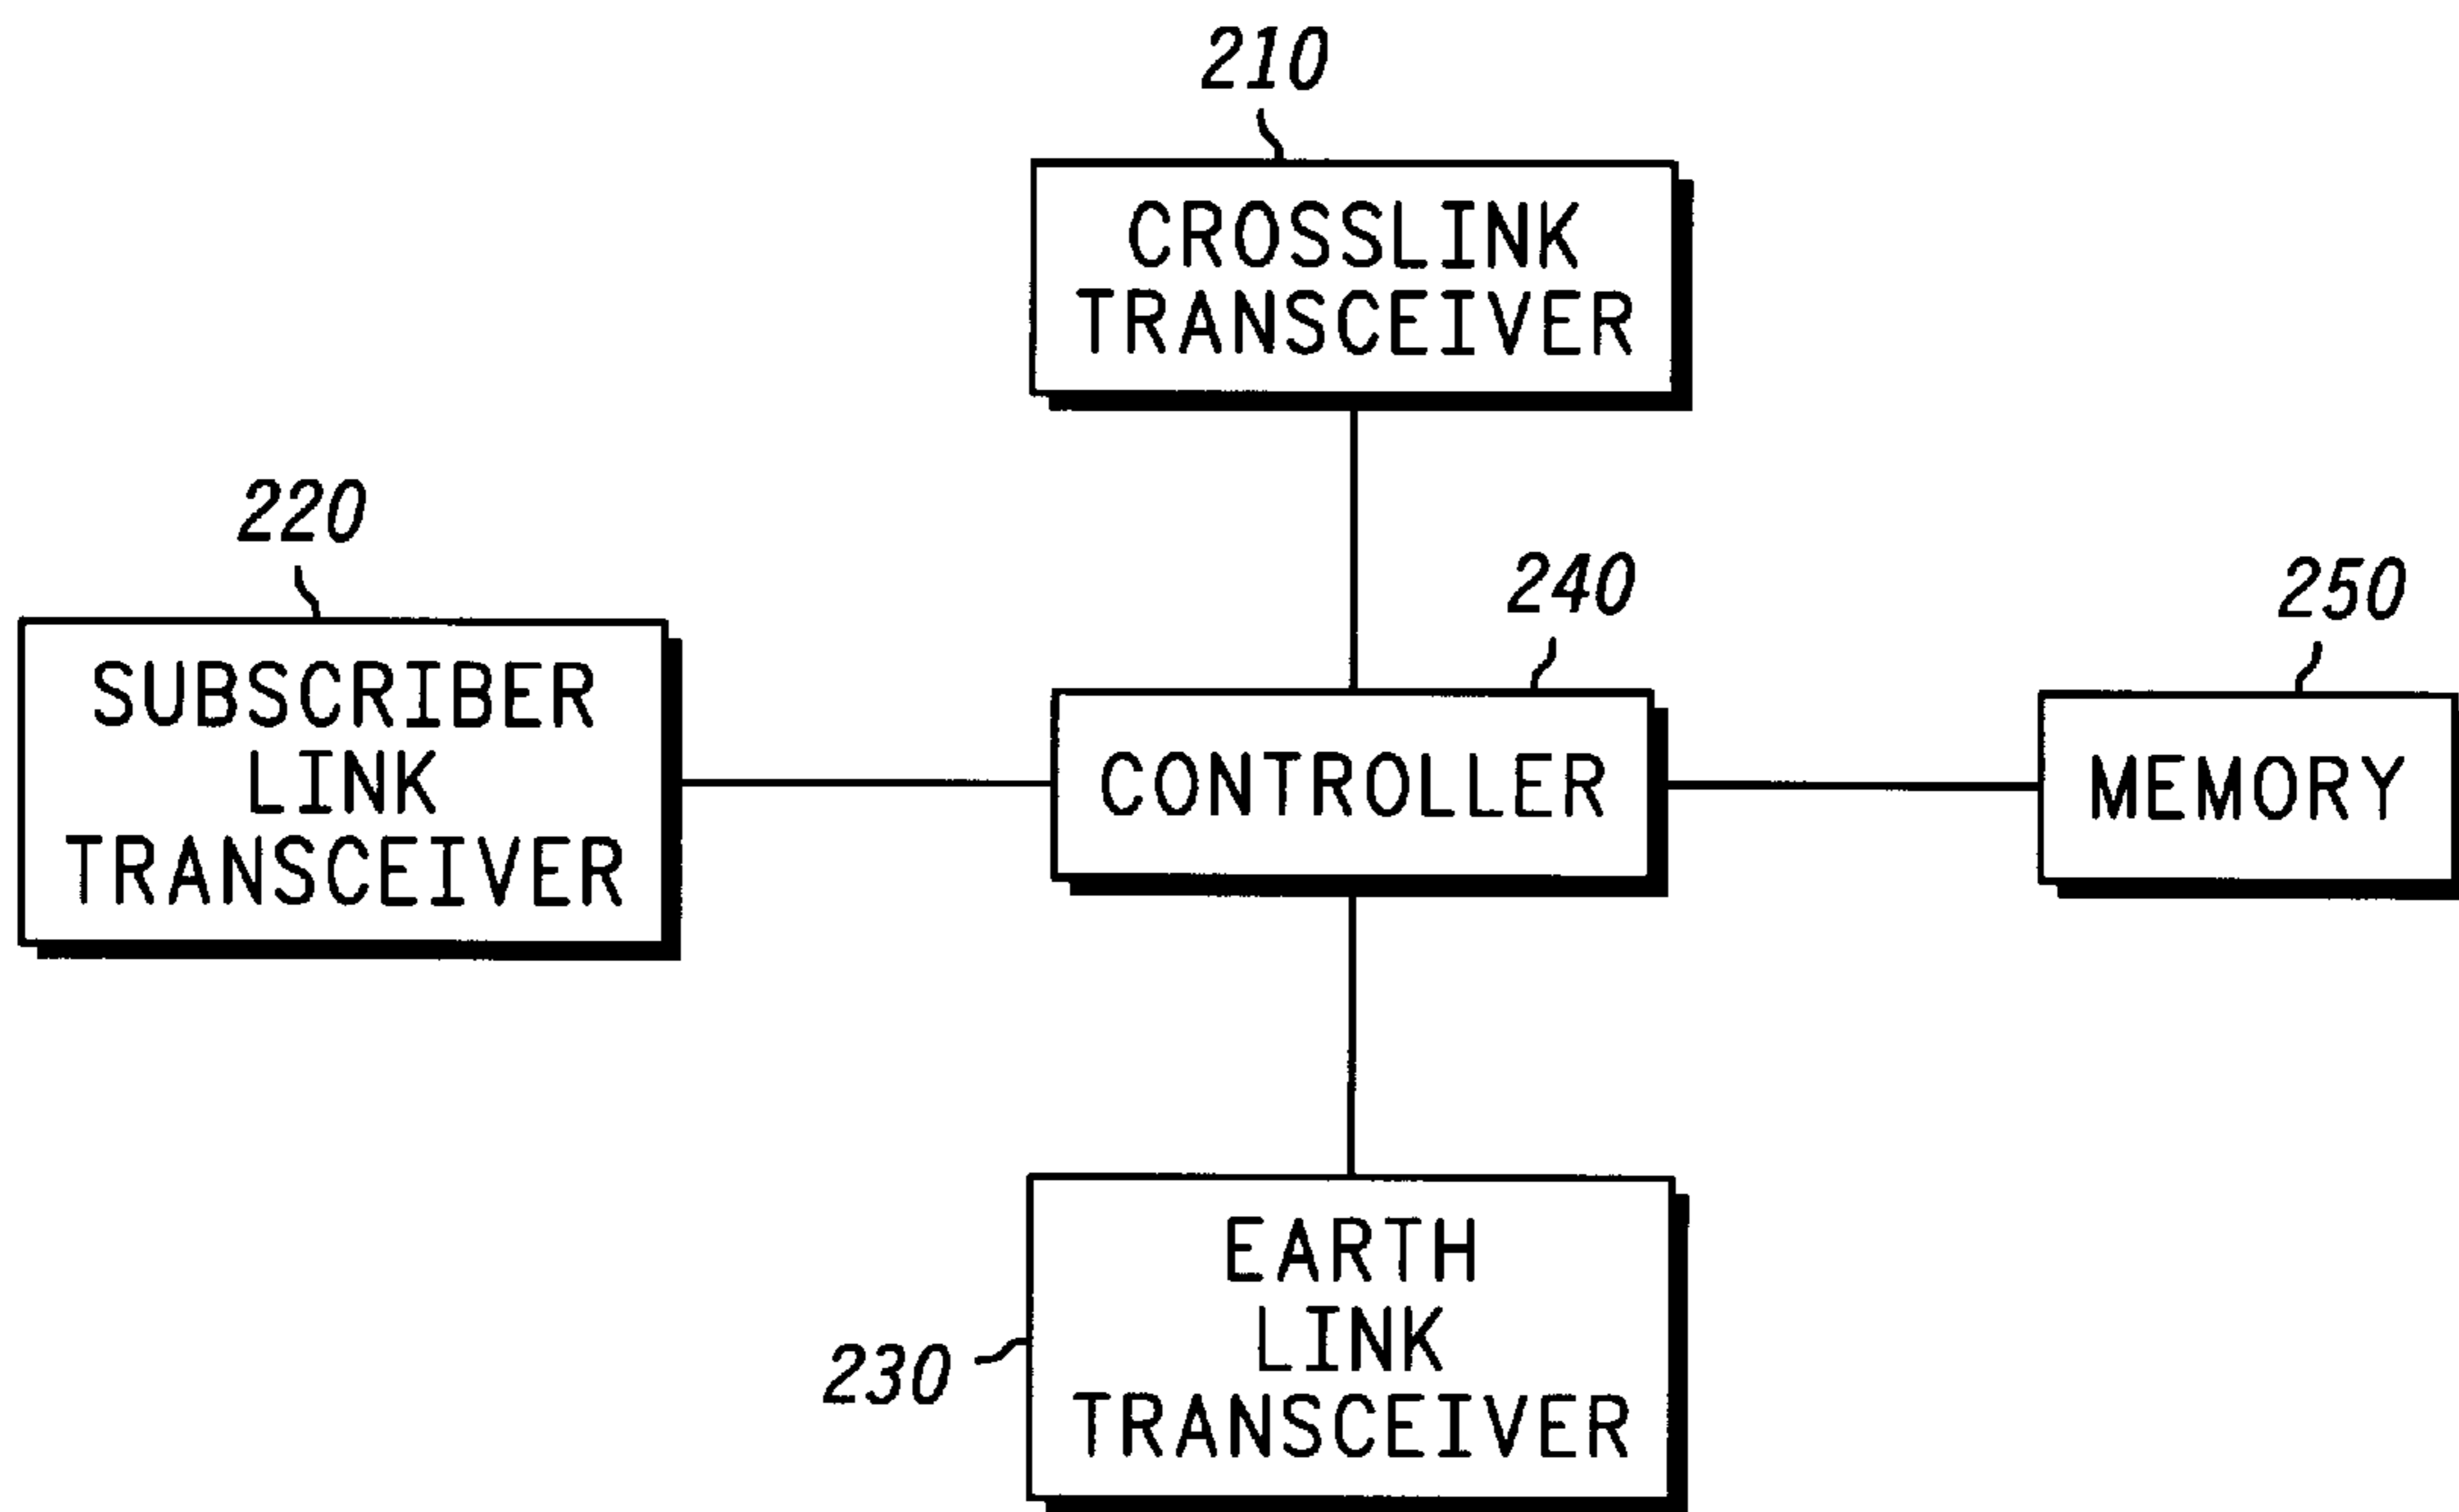 210
CROSSLINK
TRANSCEIVER
220
SUBSCRIBER
LINK
TRANSCEIVER
240
CONTROLLER
250
MEMORY
230
EARTH
LINK
TRANSCEIVER